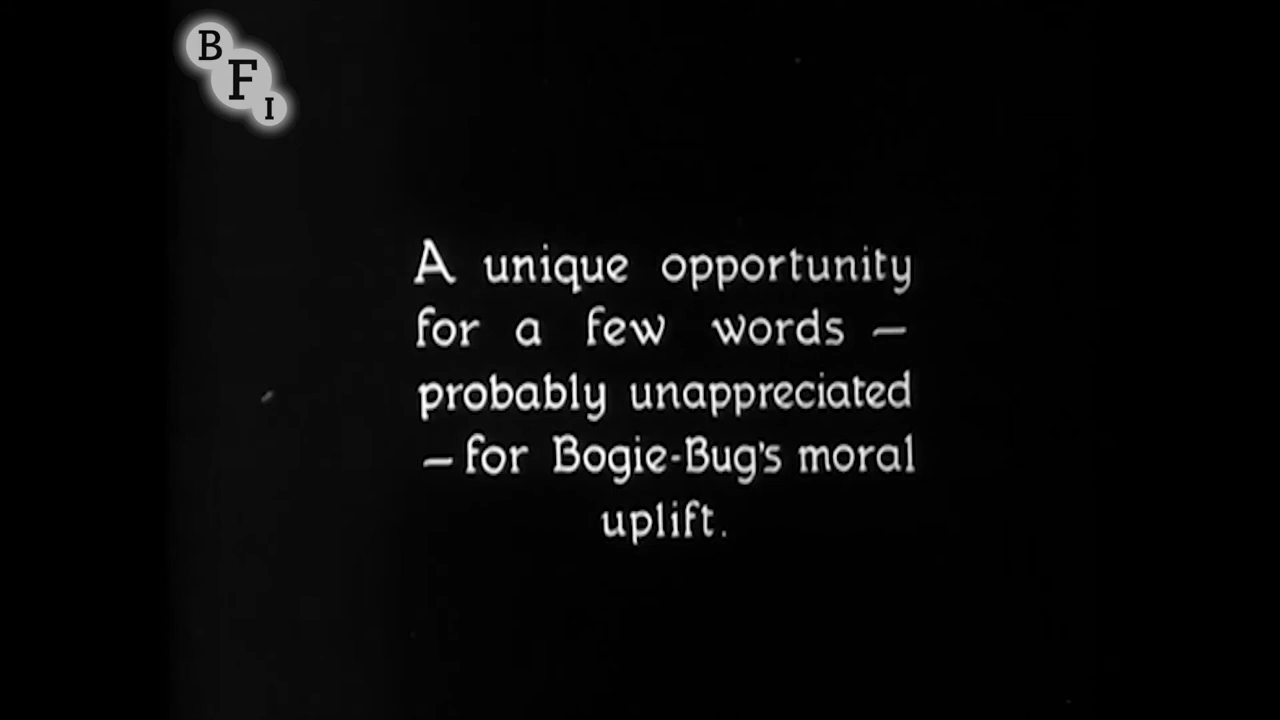 BFI
A unique opportunity
for a few words —
probably unappreciated
— for Bogie-Bug's moral
uplift.